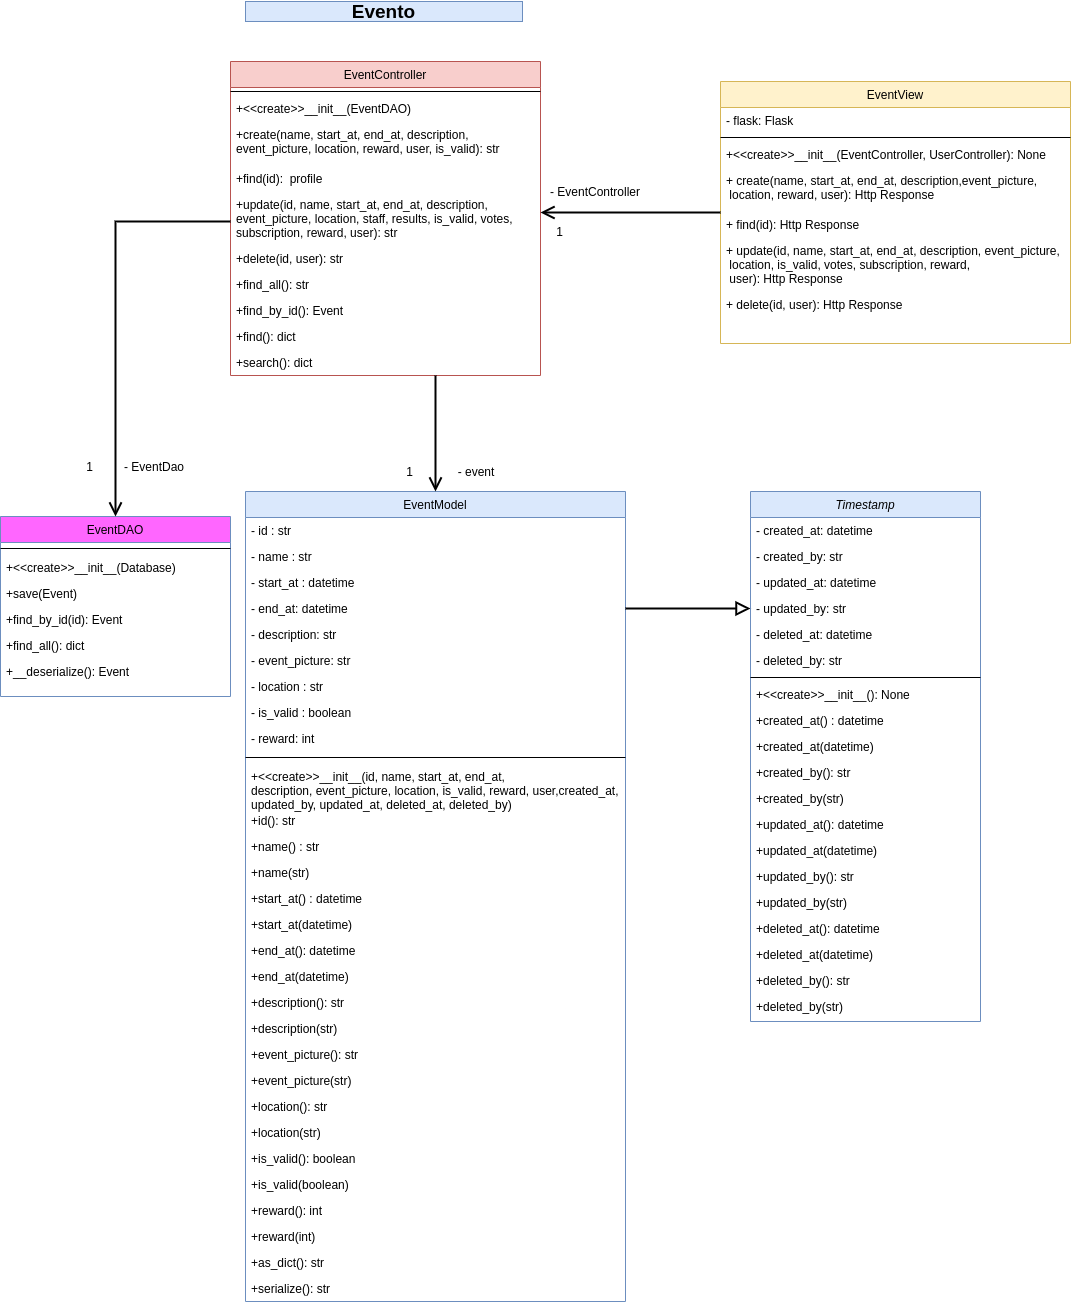 Evento
EventController
+<<create>>__init__(EventDAO)
+create(name, start_at, end_at, description,
event_picture, location, reward, user, is_valid): str
+find(id):  profile
+update(id, name, start_at, end_at, description,
event_picture, location, staff, results, is_valid, votes,
subscription, reward, user): str
+delete(id, user): str
+find_all(): str
+find_by_id(): Event
+find(): dict
+search(): dict
- EventController
1
EventView
- flask: Flask
+<<create>>__init__(EventController, UserController): None
+ create(name, start_at, end_at, description,event_picture,
location, reward, user): Http Response
+ find(id): Http Response
+ update(id, name, start_at, end_at, description, event_picture,
location, is_valid, votes, subscription, reward,
user): Http Response
+ delete(id, user): Http Response
1
- EventDao
1
- event
EventDAO
+<<create>>__init__(Database)
+save(Event)
+find_by_id(id): Event
+find_all(): dict
+__deserialize(): Event
EventModel
- id : str
- name : str
- start_at : datetime
- end_at: datetime
- description: str
- event_picture: str
- location : str
- is_valid : boolean
- reward: int
+<<create>>__init__(id, name, start_at, end_at,
description, event_picture, location, is_valid, reward, user,created_at,
updated_by, updated_at, deleted_at, deleted_by)
+id(): str
+name() : str
+name(str)
+start_at() : datetime
+start_at(datetime)
+end_at(): datetime
+end_at(datetime)
+description(): str
+description(str)
+event_picture(): str
+event_picture(str)
+location(): str
+location(str)
+is_valid(): boolean
+is_valid(boolean)
+reward(): int
+reward(int)
+as_dict(): str
+serialize(): str
Timestamp
- created_at: datetime
- created_by: str
- updated_at: datetime
- updated_by: str
- deleted_at: datetime
- deleted_by: str
+<<create>>__init__(): None
+created_at() : datetime
+created_at(datetime)
+created_by(): str
+created_by(str)
+updated_at(): datetime
+updated_at(datetime)
+updated_by(): str
+updated_by(str)
+deleted_at(): datetime
+deleted_at(datetime)
+deleted_by(): str
+deleted_by(str)